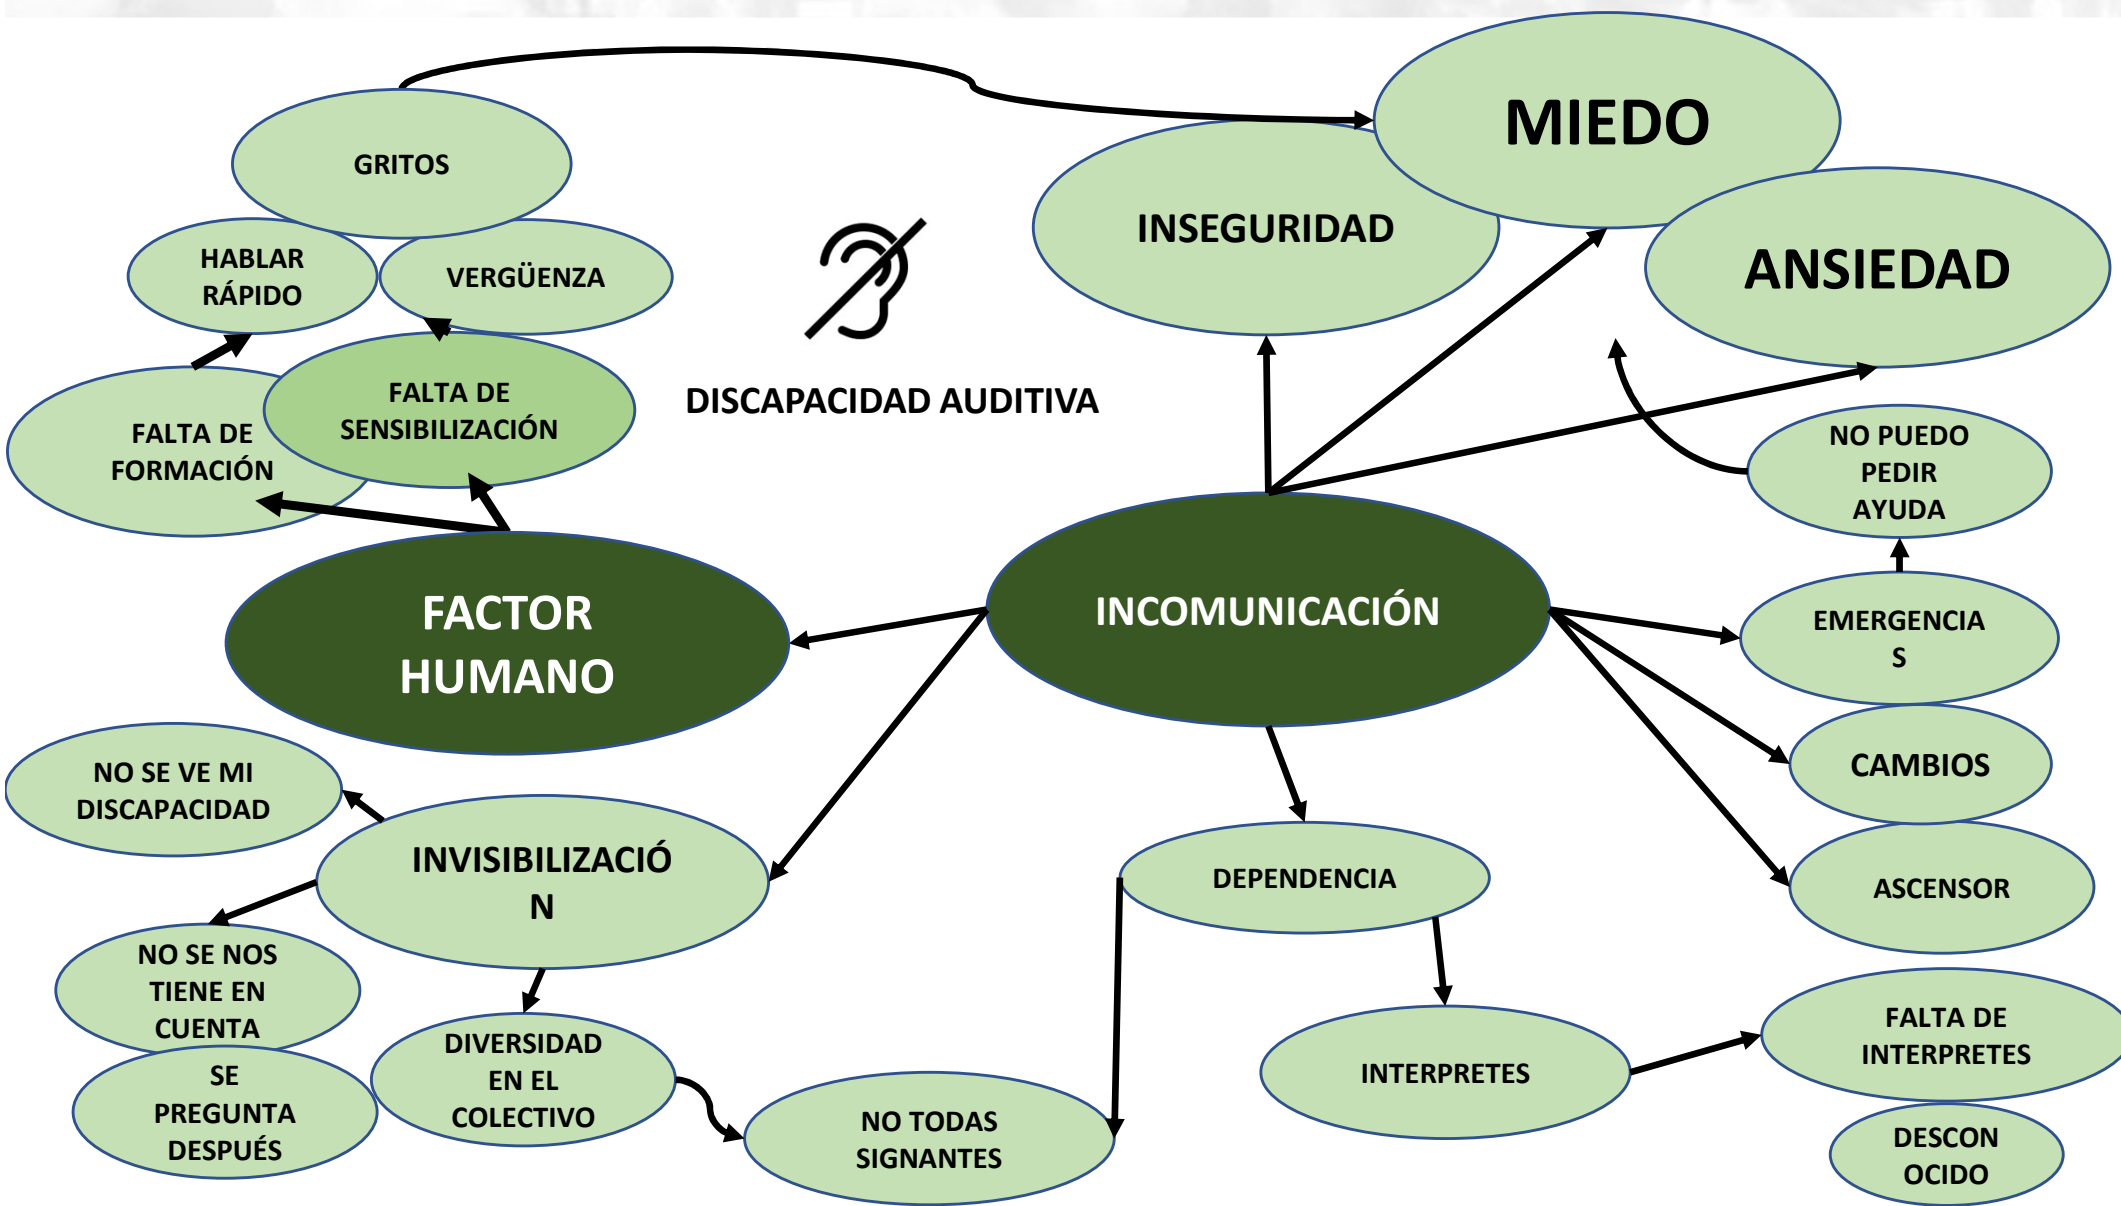 GRITOS
MIEDO
INSEGURIDAD
ANSIEDAD
HABLAR
RÁPIDO
VERGÜENZA
FALTA DE
SENSIBILIZACIÓN
FALTA DE
FORMACIÓN
DISCAPACIDAD AUDITIVA
NO PUEDO
PEDIR
AYUDA
FACTOR
HUMANO
INCOMUNICACIÓN
EMERGENCIA
S
CAMBIOS
ASCENSOR
NO SE VE MI
DISCAPACIDAD
INVISIBILIZACIÓ
N
DEPENDENCIA
NO SE NOS
TIENE EN
CUENTA
SE
PREGUNTA
DESPUÉS
DIVERSIDAD
EN EL
COLECTIVO
NO TODAS
SIGNANTES
INTERPRETES
FALTA DE
INTERPRETES
DESCON
OCIDO